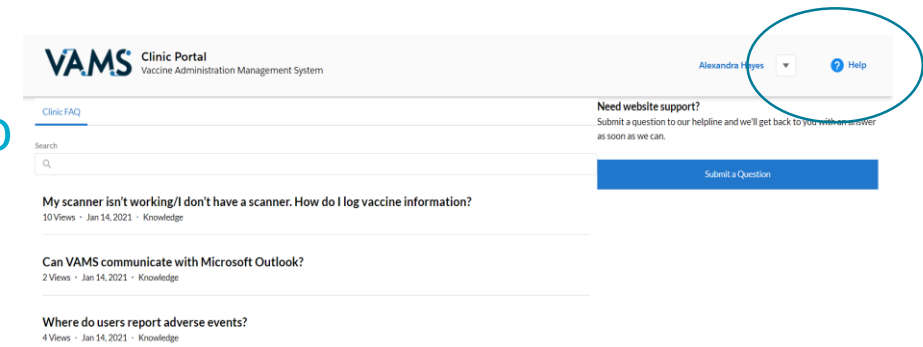 VAMS
Clinic Portal
Vaccine Administration Management System
Alexandra Hayes
Help
Clinic FAQ
Search
My scanner isn't working/I don't have a scanner. How do I log vaccine information?
10 Views · Jan 14, 2021 · Knowledge
Can VAMS communicate with Microsoft Outlook?
2 Views · Jan 14, 2021 · Knowledge
Where do users report adverse events?
4 Views · Jan 14, 2021 · Knowledge
Need website support?
Submit a question to our helpline and we'll get back to you with an answer
as soon as we can.
Submit a Question